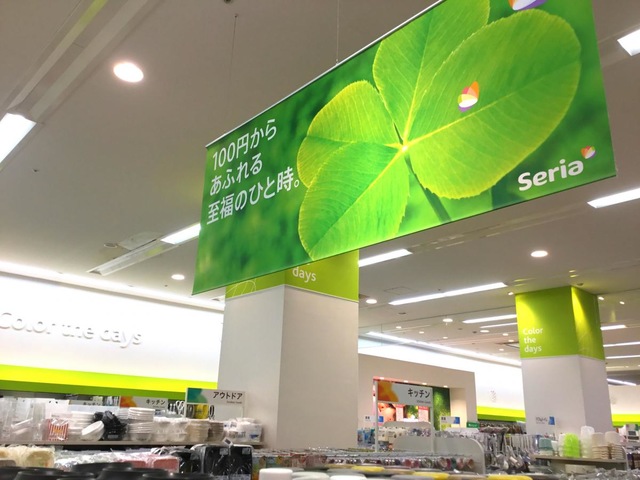 100円から
あふれる
至福のひと時。
Seria
days
Color the days
Color
the
days
アウトドア
キッチン
キッチン